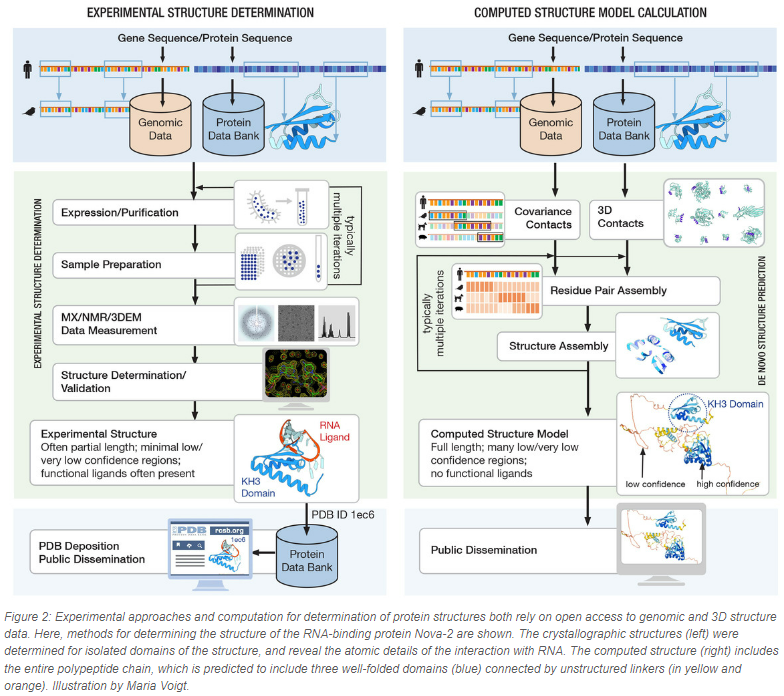 EXPERIMENTAL STRUCTURE DETERMINATION
Gene Sequence/Protein Sequence
Genomic
Data
Protein
Data Bank
EXPERIMENTAL STRUCTURE DETERMINATION
Expression/Purification
Sample Preparation
typically
multiple iterations
MX/NMR/3DEM
Data Measurement
Structure Determination/
Validation
Experimental Structure
Often partial length; minimal low/
very low confidence regions;
functional ligands often present
RNA
Ligand
KH3
Domain
PDB ID 1ec6
PDB Deposition
Public Dissemination
PDB
rcsb.org
1ec6
Protein
Data Bank
COMPUTED STRUCTURE MODEL CALCULATION
Gene Sequence/Protein Sequence
Genomic
Data
Protein
Data Bank
Covariance
Contacts
3D
Contacts
typically
multiple iterations
Residue Pair Assembly
Structure Assembly
DE NOVO STRUCTURE PREDICTION
Computed Structure Model
Full length; many low/very low
confidence regions;
no functional ligands
KH3 Domain
low confidence
high confidence
Public Dissemination
Figure 2: Experimental approaches and computation for determination of protein structures both rely on open access to genomic and 3D structure
data. Here, methods for determining the structure of the RNA-binding protein Nova-2 are shown. The crystallographic structures (left) were
determined for isolated domains of the structure, and reveal the atomic details of the interaction with RNA. The computed structure (right) includes
the entire polypeptide chain, which is predicted to include three well-folded domains (blue) connected by unstructured linkers (in yellow and
orange). Illustration by Maria Voigt.